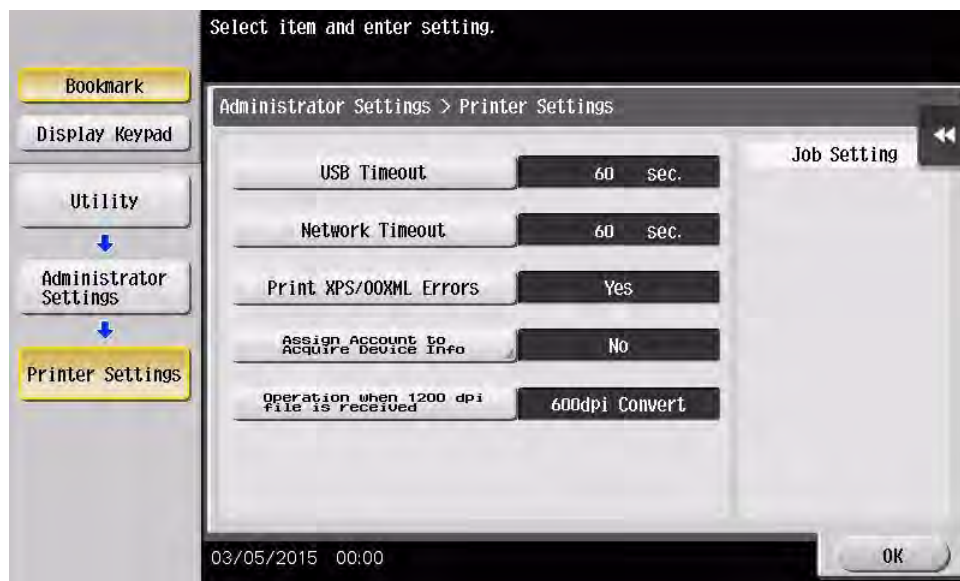 Select item and enter setting.
Bookmark
Display Keypad
Utility
Administrator
Settings
Printer Settings
Administrator Settings > Printer Settings
USB Timeout 60 sec.
Network Timeout 60 sec.
Print XPS/OOXML Errors Yes
Assign Account to
Acquire Device Info No
Operation when 1200 dpi
file is received 600dpi Convert
Job Setting
03/05/2015 00:00
OK